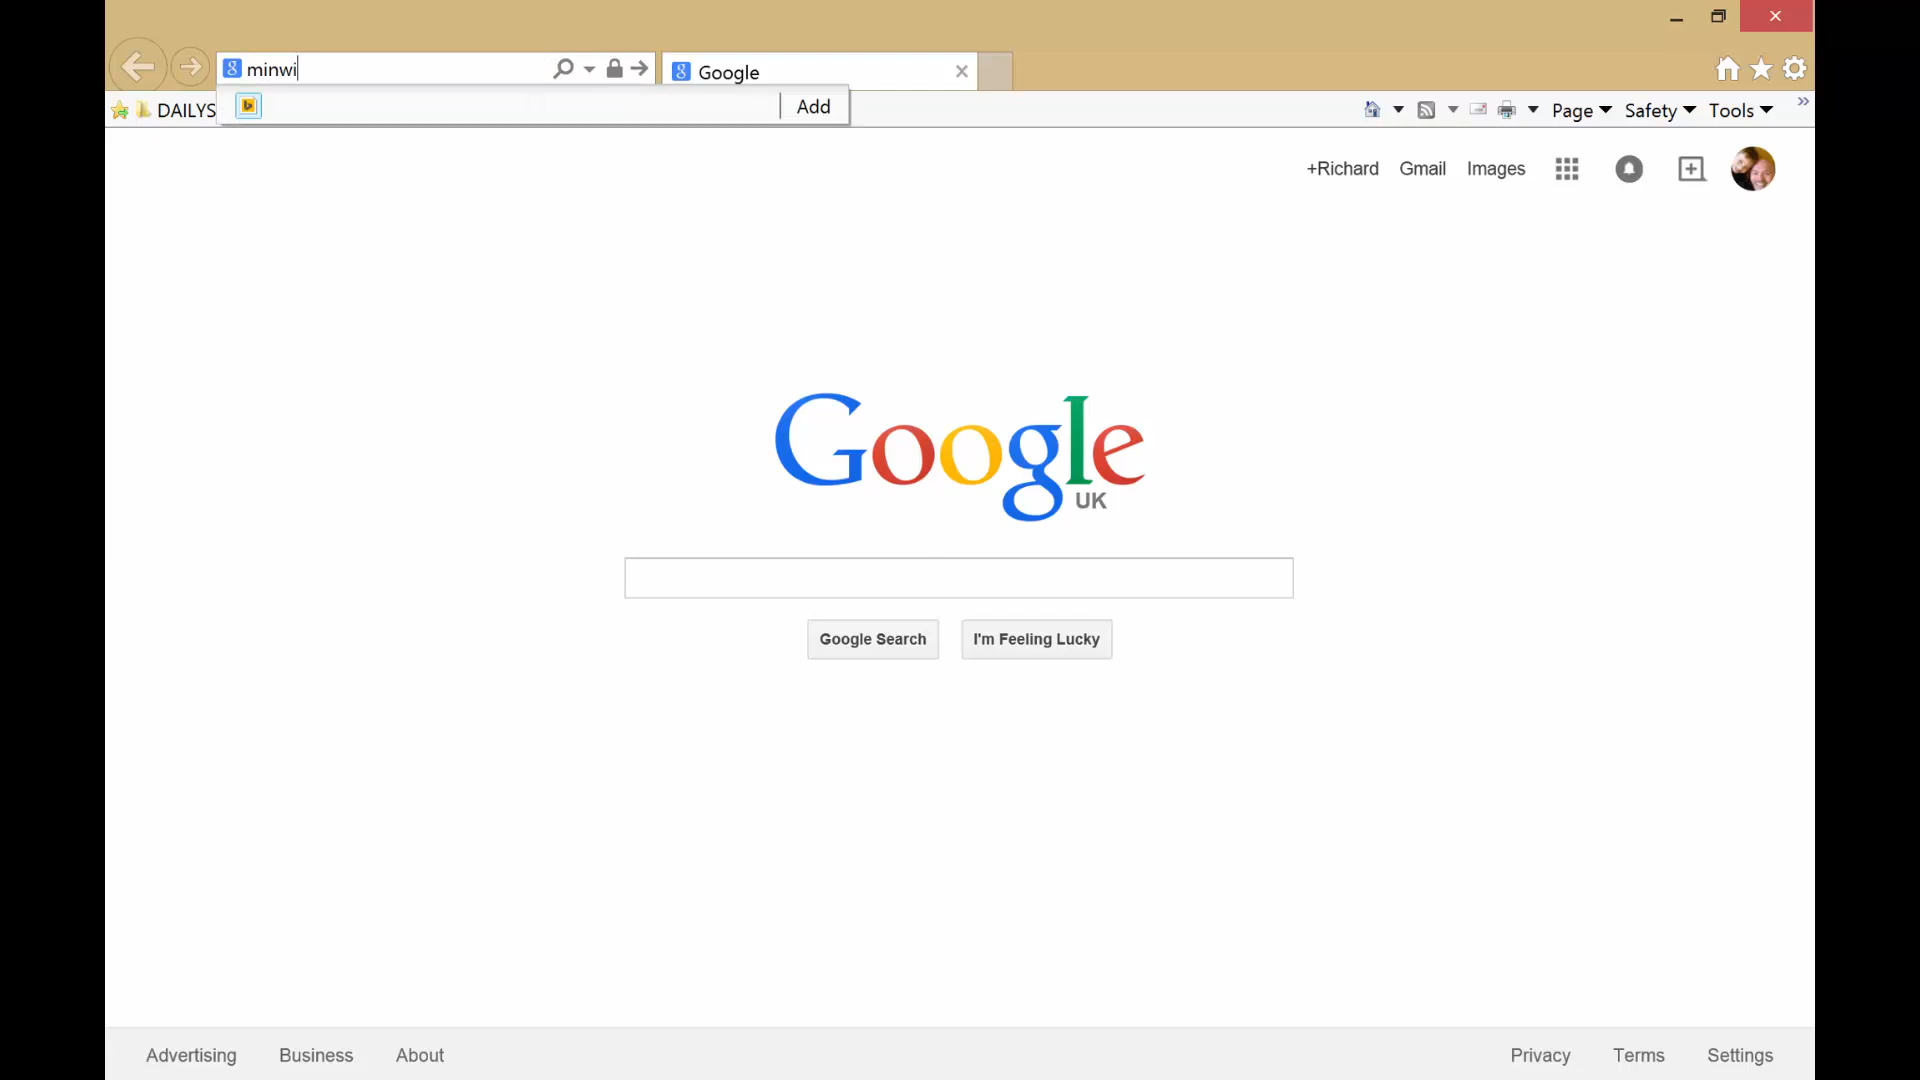 minwi
Google
DAILYS
Add
Page
Safety
Tools
+Richard
Gmail
Images
Google
UK
Google Search
I'm Feeling Lucky
Advertising
Business
About
Privacy
Terms
Settings